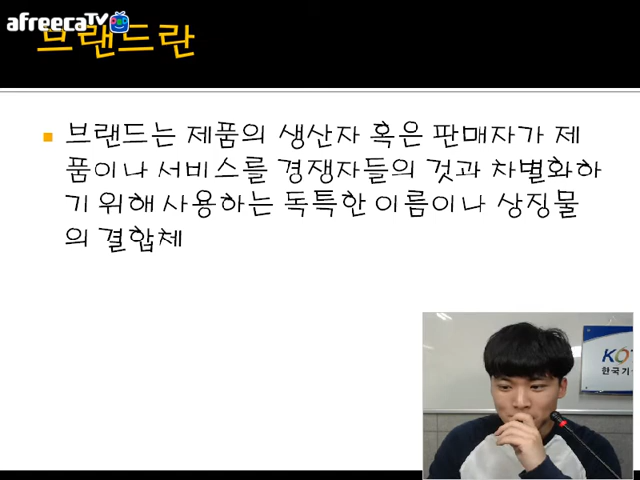 afreecaTV
브랜드란
브랜드는 제품의 생산자 혹은 판매자가 제
품이나 서비스를 경쟁자들의 것과 차별화하
기 위해 사용하는 독특한 이름이나 상징물
의 결합체
한국기